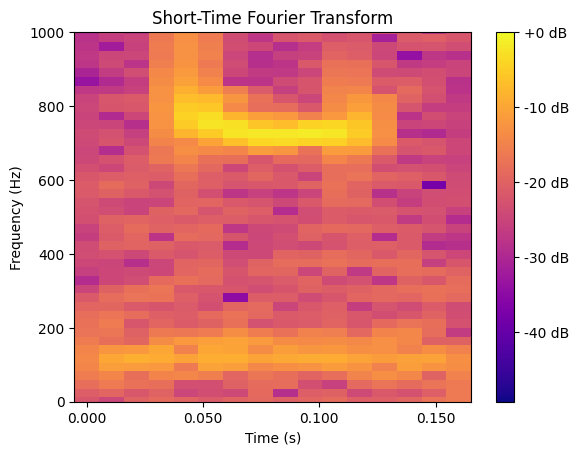 Short-Time Fourier Transform
1000
800
600
400
200
0
Frequency (Hz)
0.000
0.050
0.100
0.150
Time (s)
+0 dB
-10 dB
-20 dB
-30 dB
-40 dB